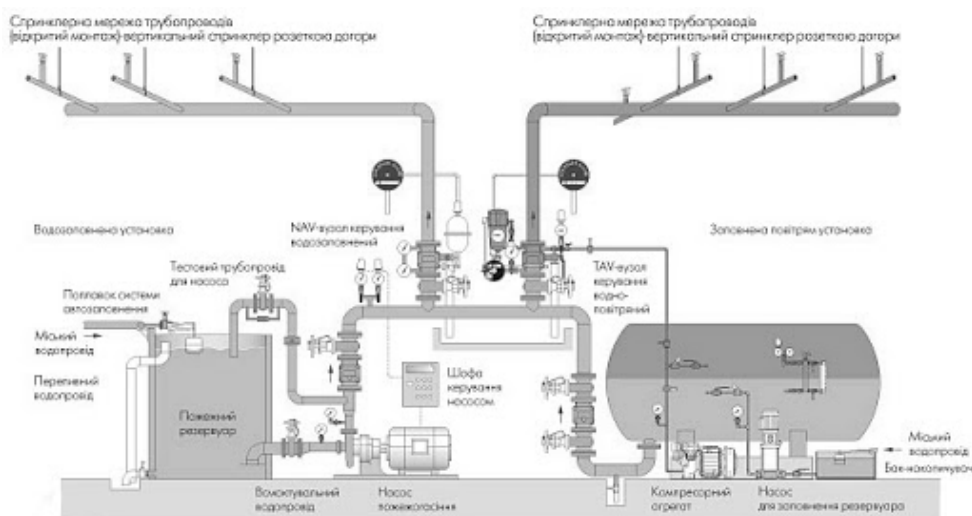 Спринклерна мережа трубопроводів
(відкритий монтаж)-вертикальний спринклер розеткою догори
Спринклерна мережа трубопроводів
(відкритий монтаж)-вертикальний спринклер розеткою догори
Водозаповнена установка
NAV-вузол керування
водозаповнений
Заповнена повітрям установка
TAV-вузол
керування
водно-
повітряний
Тестовий трубопровід
для насоса
Поплавок системи
автозаповнення
Міський
водопровід
Переливний
водопровід
Пожежний
резервуар
Шафа
керування
насосом
Міський
водопровід
Бак-накопичувач
Всмоктувальний
водопровід
Насос
пожежогасіння
Компресорний
агрегат
Насос
для заповнення резервуара